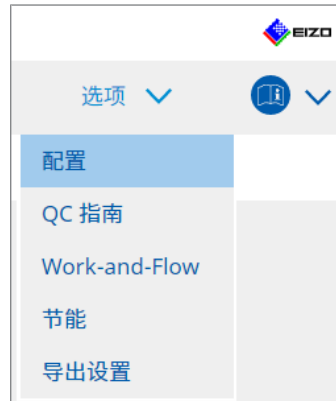 EIZO
选项
配置
QC 指南
Work-and-Flow
节能
导出设置